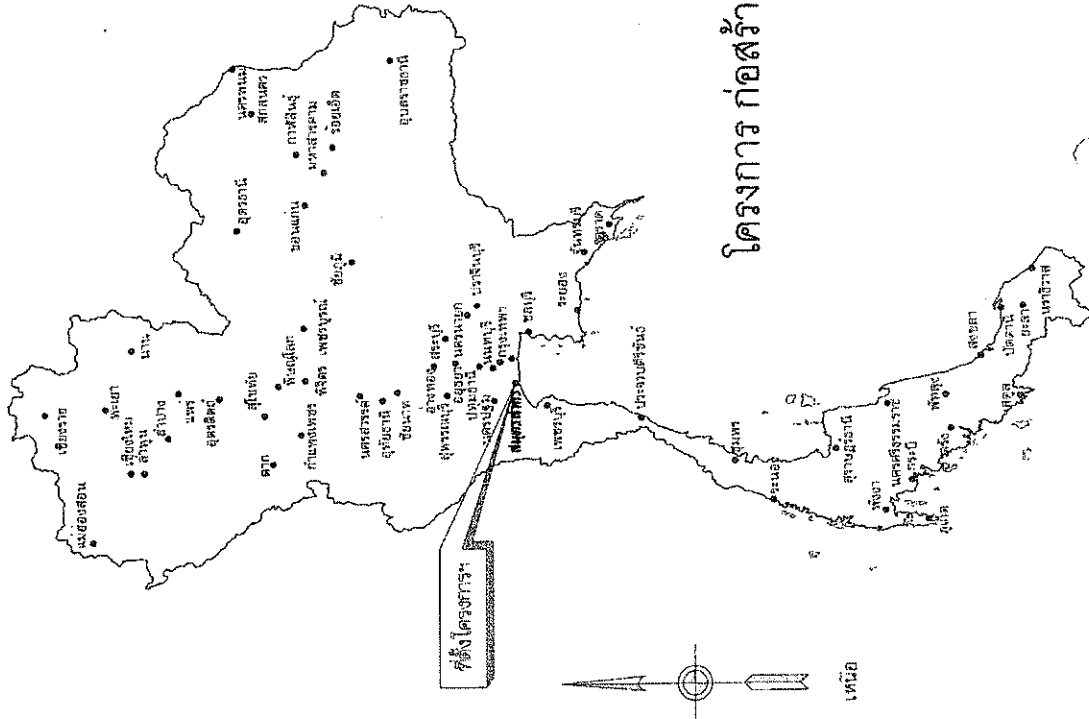 เชียงราย
แม่ฮ่องสอน
พะเยา
น่าน
เชียงใหม่
ลำพูน
ลำปาง
แพร่
อุตรดิตถ์
ตาก
สุโขทัย
พิษณุโลก
กำแพงเพชร
พิจิตร
เพชรบูรณ์
นครสวรรค์
อุทัยธานี
ชัยนาท
อุดรธานี
นครพนม
สกลนคร
ขอนแก่น
กาฬสินธุ์
มหาสารคาม
ร้อยเอ็ด
ชัยภูมิ
อุบลราชธานี
อ่างทอง
สระบุรี
สุพรรณบุรี
อยุธยา
นครนายก
ปทุมธานี
ปราจีนบุรี
นครปฐม
นนทบุรี
กรุงเทพฯ
สมุทรสาคร
ชลบุรี
เพชรบุรี
ระยอง
จันทรบุรี
ตราด
ประจวบคีรีขันธ์
ชุมพร
ระนอง
สุราษฎร์ธานี
พังงา
นครศรีธรรมราช
กระบี่
ภูเก็ต
ตรัง
พัทลุง
สตูล
สงขลา
ปัตตานี
ยะลา
นราธิวาส
ที่ตั้งโครงการฯ
เหนือ
โครงการ ก่อสร้า